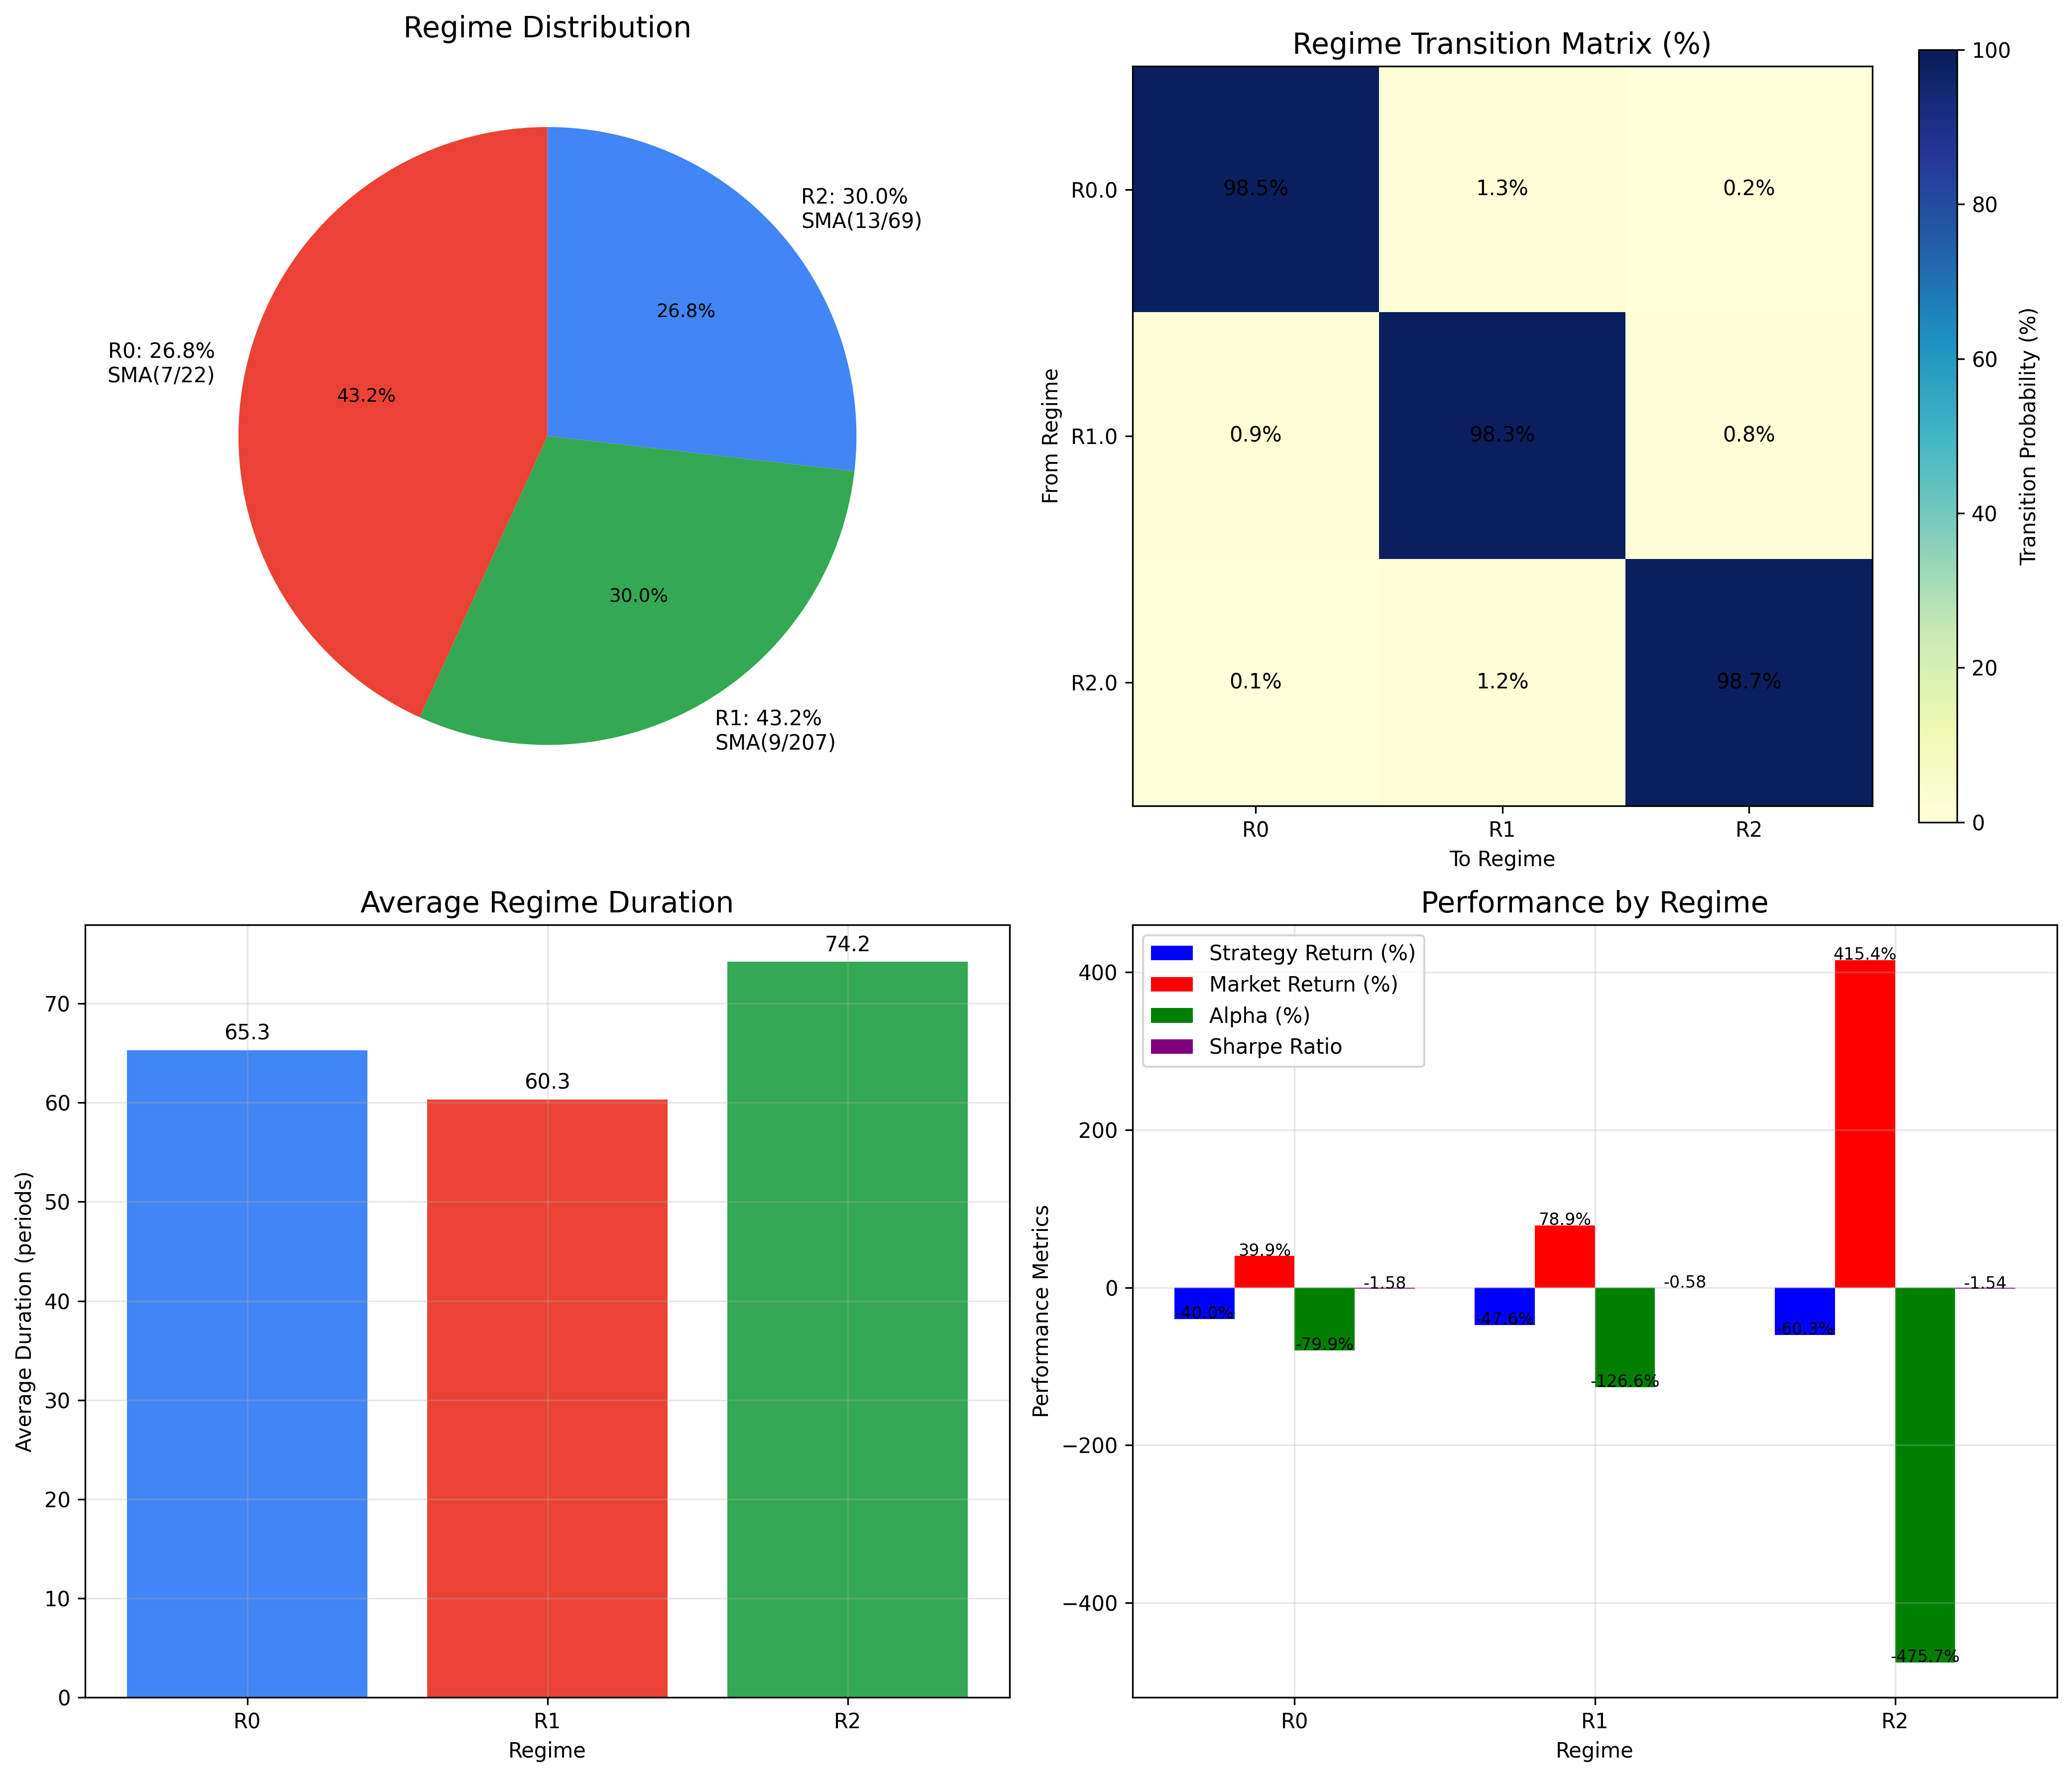 Regime Distribution
R2: 30.0%
SMA(13/69)
26.8%
R0: 26.8%
SMA(7/22)
43.2%
30.0%
R1: 43.2%
SMA(9/207)
Regime Transition Matrix (%)
From Regime
R0.0
98.5%
1.3%
0.2%
R1.0
0.9%
98.3%
0.8%
R2.0
0.1%
1.2%
98.7%
R0
R1
R2
To Regime
100
80
60
40
20
0
Transition Probability (%)
Average Regime Duration
Average Duration (periods)
70
60
50
40
30
20
10
0
65.3
60.3
74.2
R0
R1
R2
Regime
Performance by Regime
Performance Metrics
400
200
0
−200
−400
Strategy Return (%)
Market Return (%)
Alpha (%)
Sharpe Ratio
-40.0%
39.9%
-79.9%
-1.58
-47.6%
78.9%
-126.6%
-0.58
-60.3%
415.4%
-475.7%
-1.54
R0
R1
R2
Regime